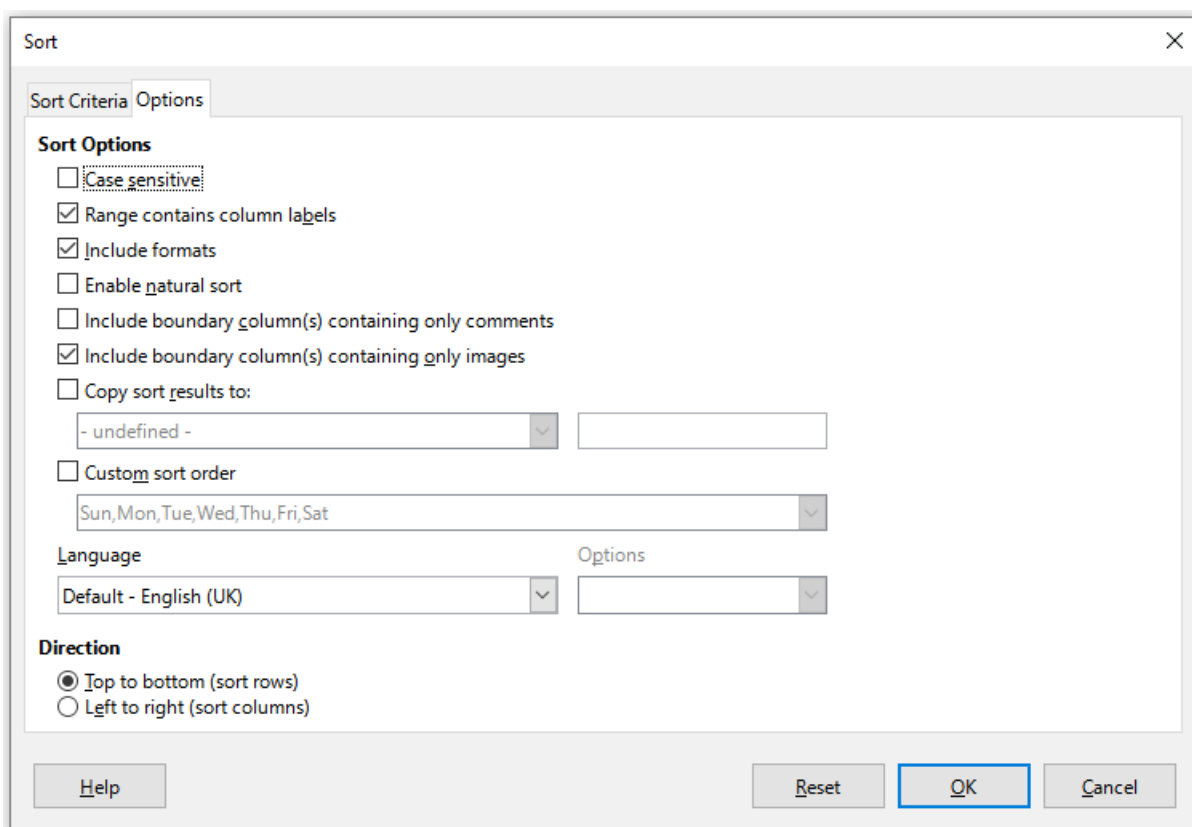 Sort
Sort Criteria Options
Sort Options
Case sensitive
Range contains column labels
Include formats
Enable natural sort
Include boundary column(s) containing only comments
Include boundary column(s) containing only images
Copy sort results to:
- undefined -
Custom sort order
Sun,Mon,Tue,Wed,Thu,Fri,Sat
Language Options
Default - English (UK)
Direction
Top to bottom (sort rows)
Left to right (sort columns)
Help Reset OK Cancel